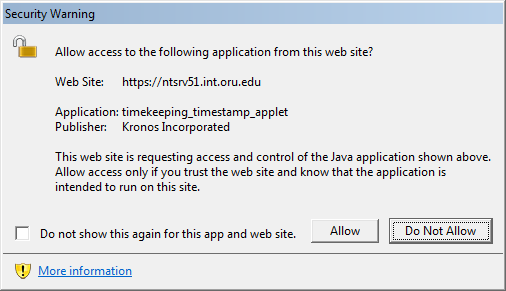 Security Warning
Allow access to the following application from this web site?
Web Site: https://ntsrv51.int.oru.edu
Application: timekeeping_timestamp_applet
Publisher: Kronos Incorporated
This web site is requesting access and control of the Java application shown above.
Allow access only if you trust the web site and know that the application is
intended to run on this site.
Do not show this again for this app and web site. Allow Do Not Allow
More information